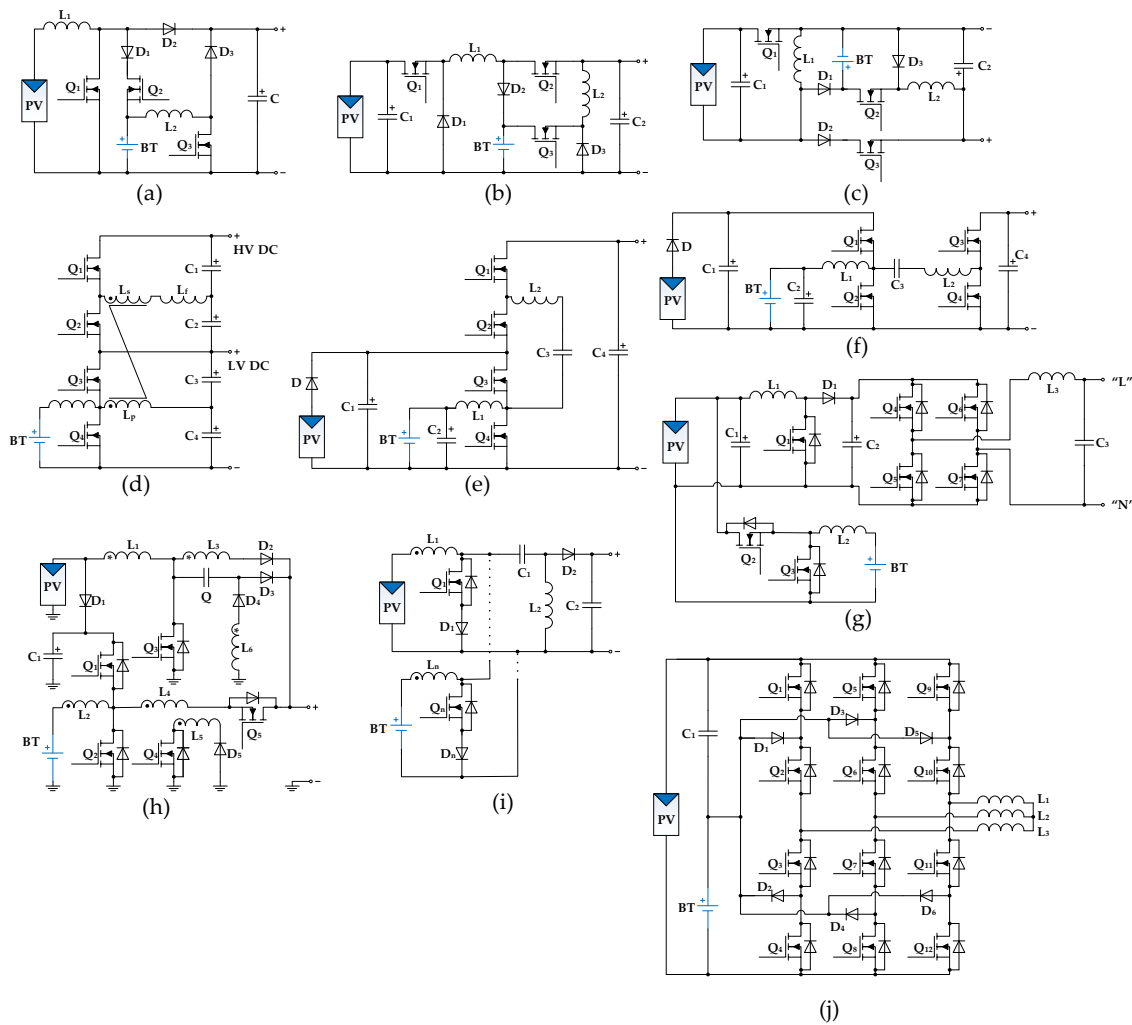 L1
D1
D2
D3
Q1
Q2
PV
C
L2
Q3
BT
(a)
L1
Q1
D2
Q2
L2
PV
C1
D1
C2
Q3
BT
D3
(b)
Q1
L1
BT
D3
C2
PV
C1
D1
L2
Q2
D2
Q3
(c)
HV DC
Q1
C1
Ls
Lf
Q2
C2
LV DC
Q3
C3
Lp
BT
Q4
C4
(d)
Q1
L2
Q2
C3
C4
D
Q3
C1
PV
L1
BT
C2
Q4
(e)
D
C1
Q1
Q3
L1
C4
BT
C2
L2
PV
Q2
C3
Q4
(f)
L1
D1
L3
"L"
Q4
Q6
PV
C1
Q1
C2
C3
Q5
Q7
"N"
Q2
L2
Q3
BT
(g)
L1
L3
D2
Q
D3
PV
D1
D4
Q3
C1
Q1
L6
L4
L2
BT
Q2
Q4
L5
Q5
D5
(h)
L1
C1
D2
Q1
PV
L2
C2
D1
Ln
Qn
BT
Dn
(i)
Q1
Q5
Q9
C1
D3
D1
D5
Q2
Q6
Q10
PV
L1
L2
L3
Q3
Q7
Q11
BT
D2
D4
D6
Q4
Q8
Q12
(j)